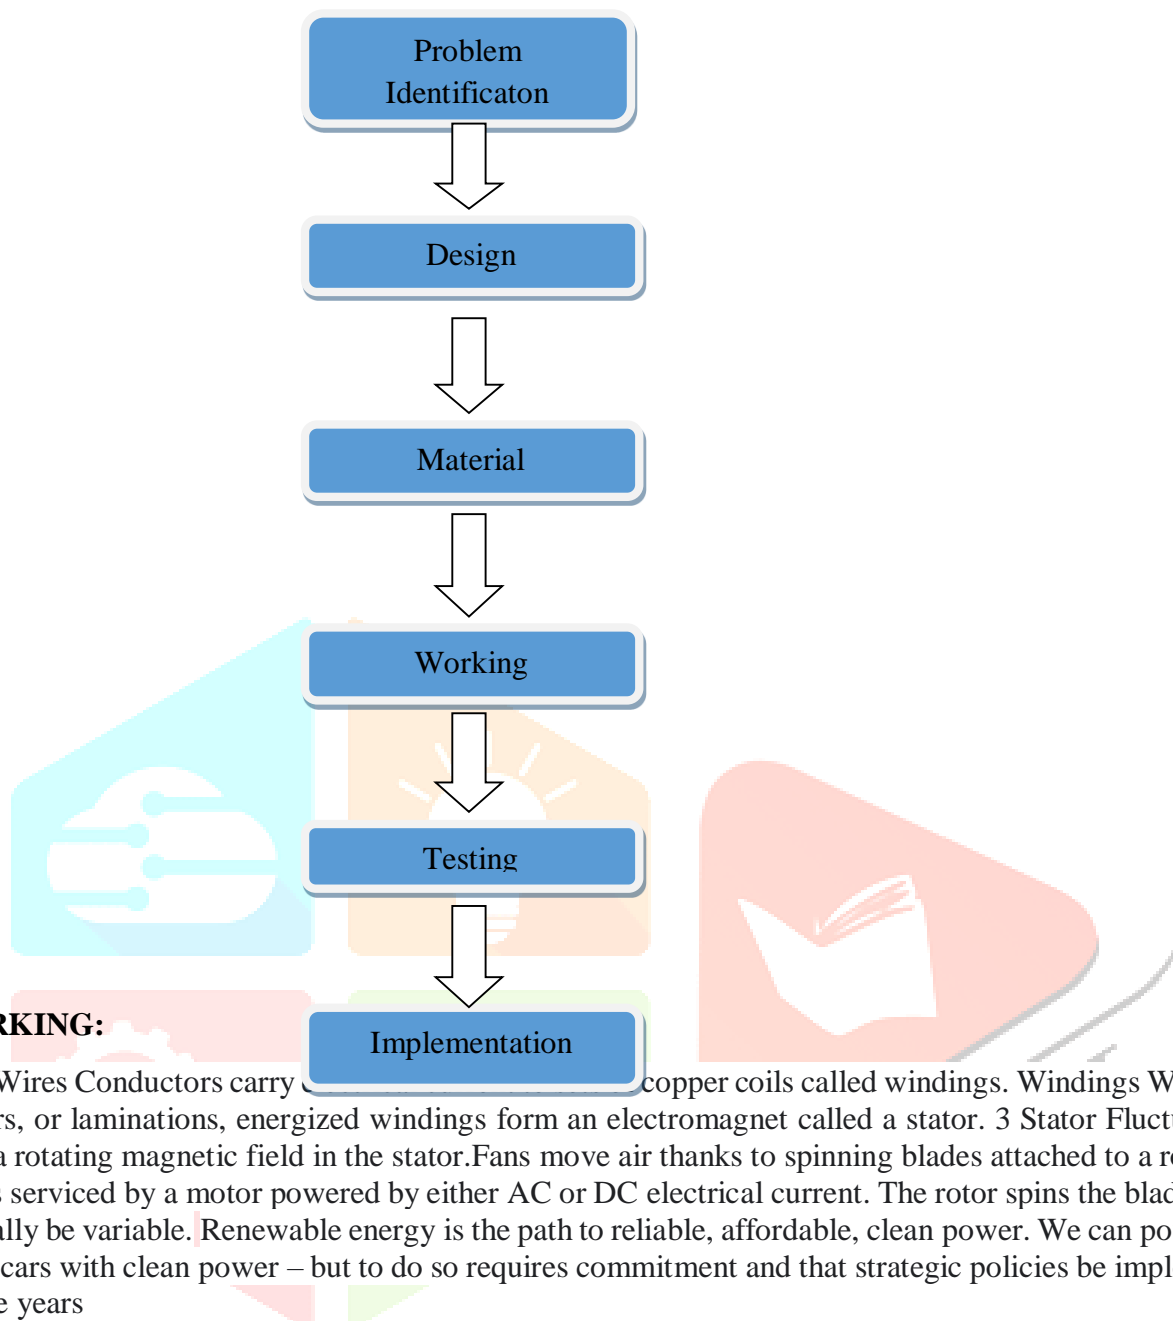 Problem
Identificaton
Design
Material
Working
Testing
Implementation
RKING:
Wires Conductors carry copper coils called windings. Windings W
rs, or laminations, energized windings form an electromagnet called a stator. 3 Stator Fluct
a rotating magnetic field in the stator.Fans move air thanks to spinning blades attached to a r
s serviced by a motor powered by either AC or DC electrical current. The rotor spins the blad
ally be variable. Renewable energy is the path to reliable, affordable, clean power. We can po
cars with clean power – but to do so requires commitment and that strategic policies be impl
e years